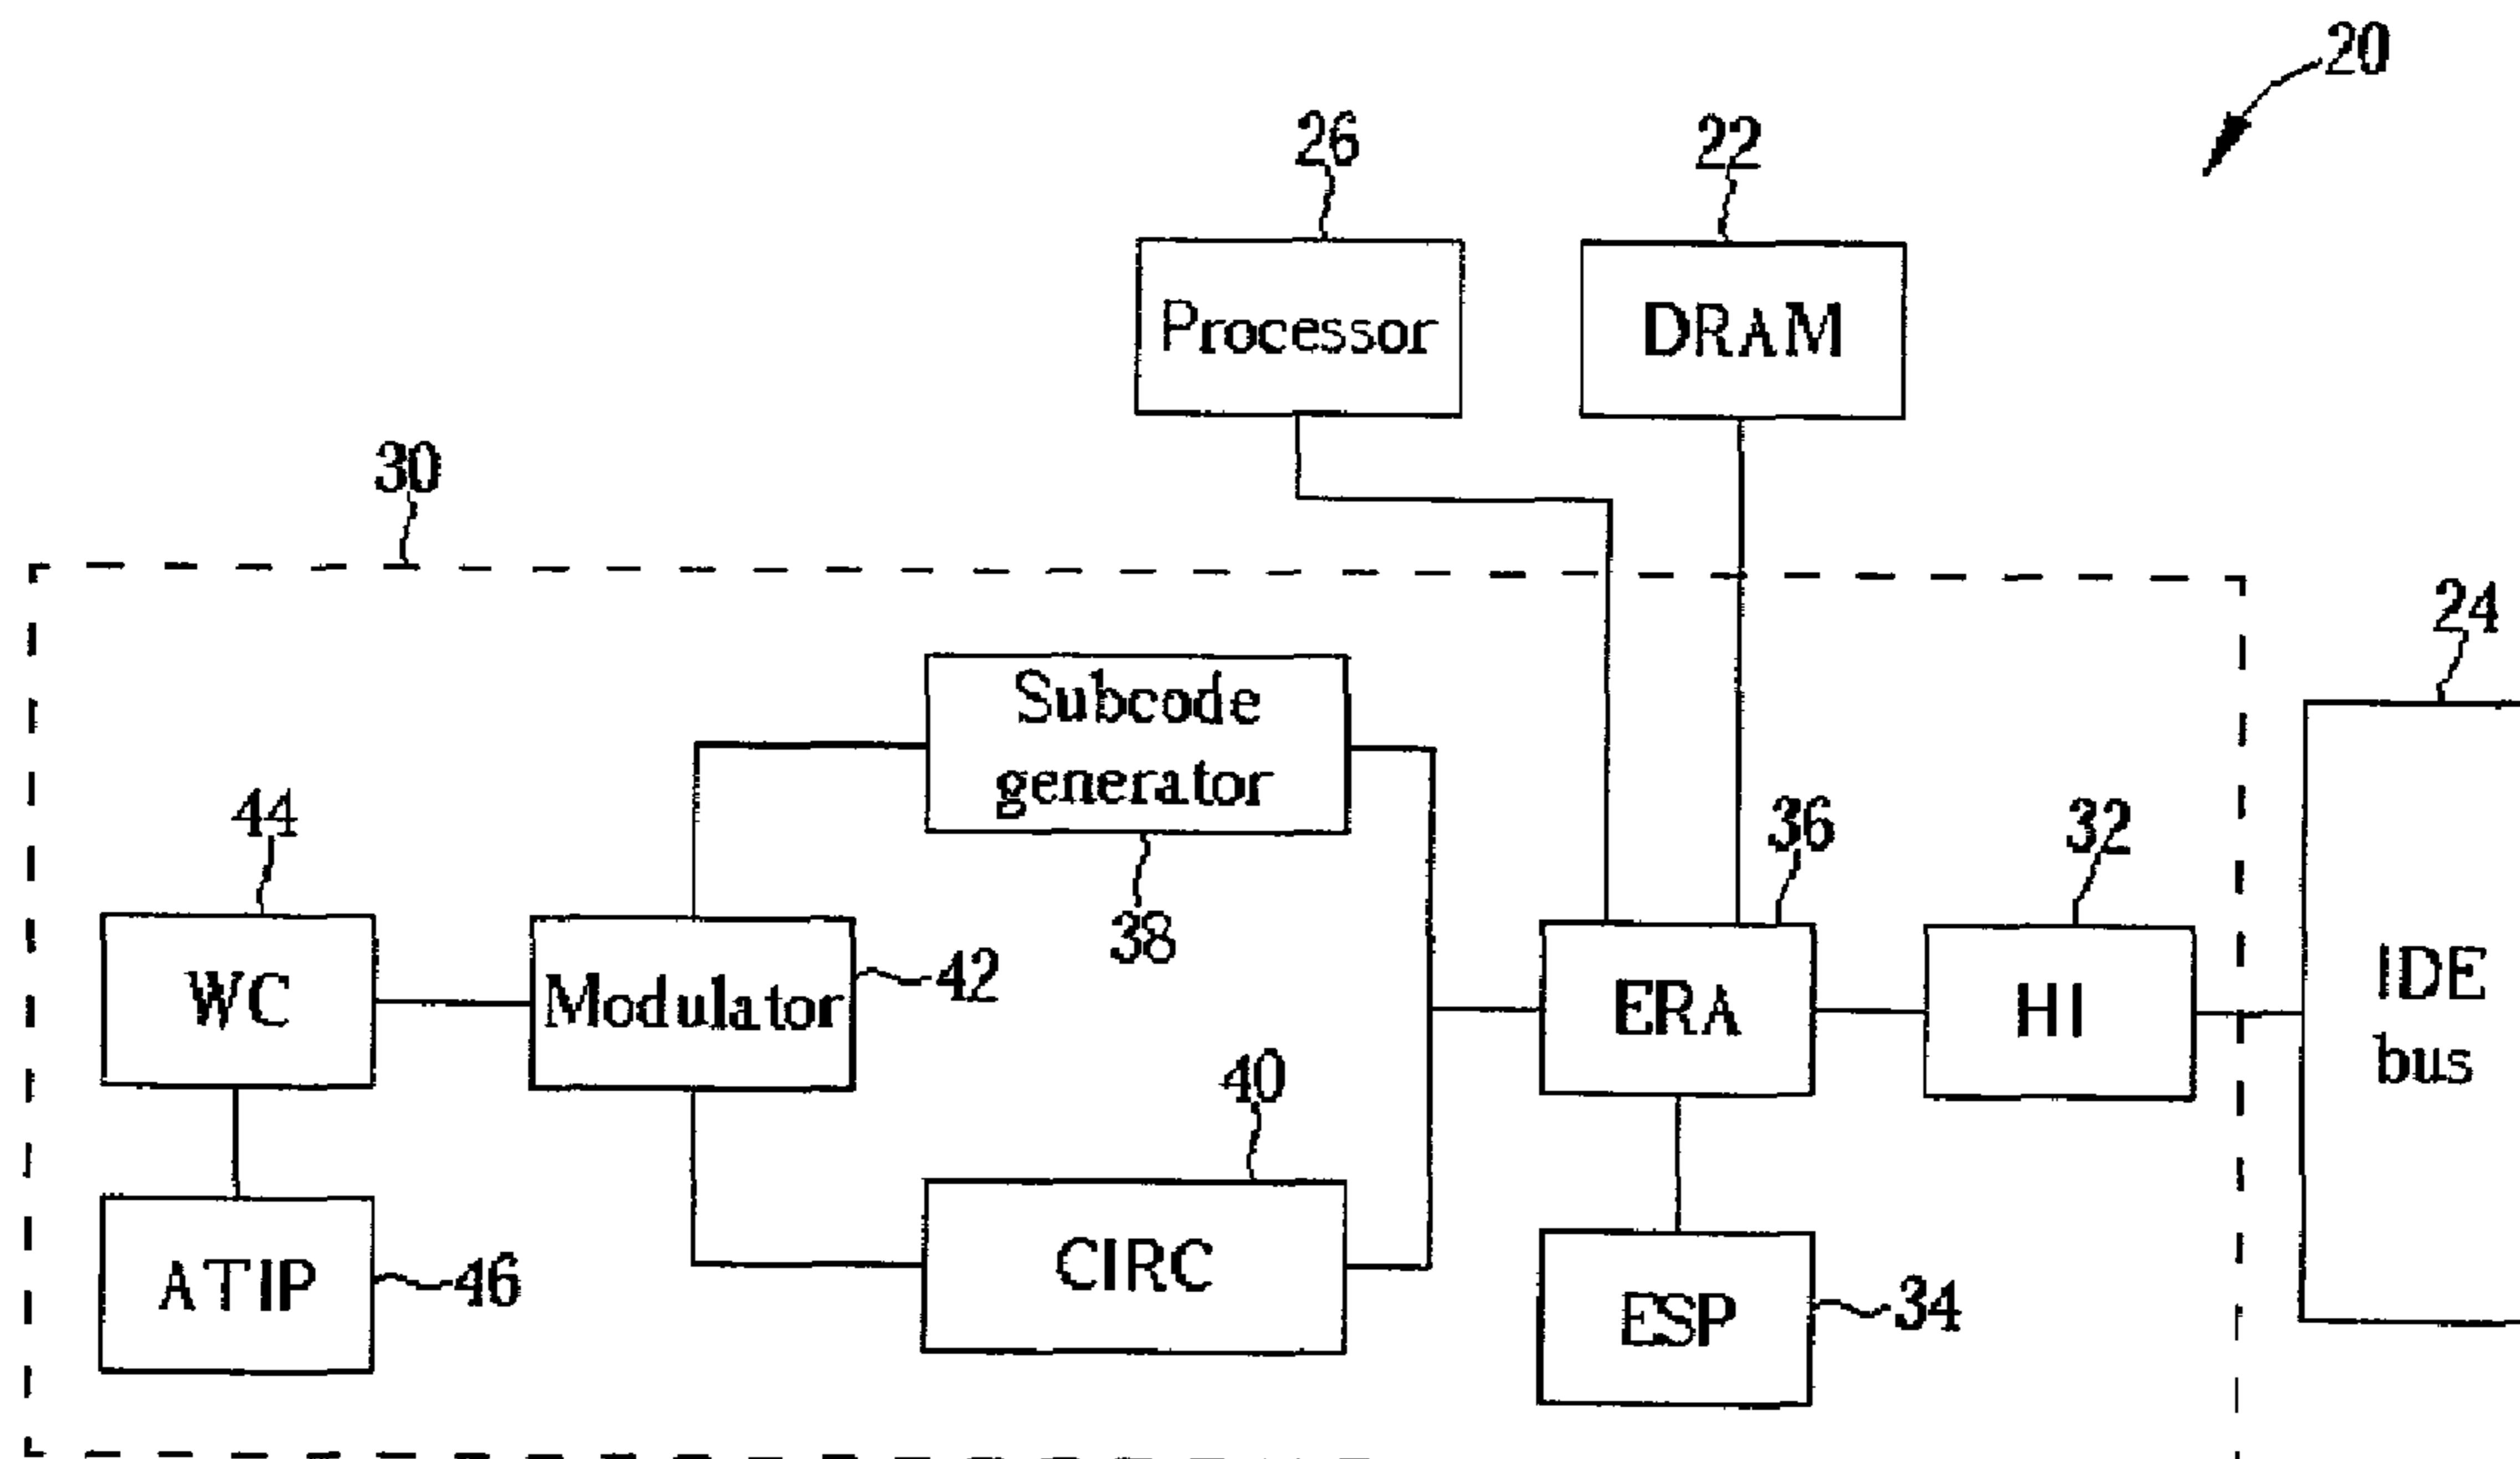 20
26
22
Processor
DRAM
30
24
Subcode
generator
44
36
32
38
WC
Modulator
42
ERA
HI
IDE
bus
40
ATIP
46
CIRC
ESP
34